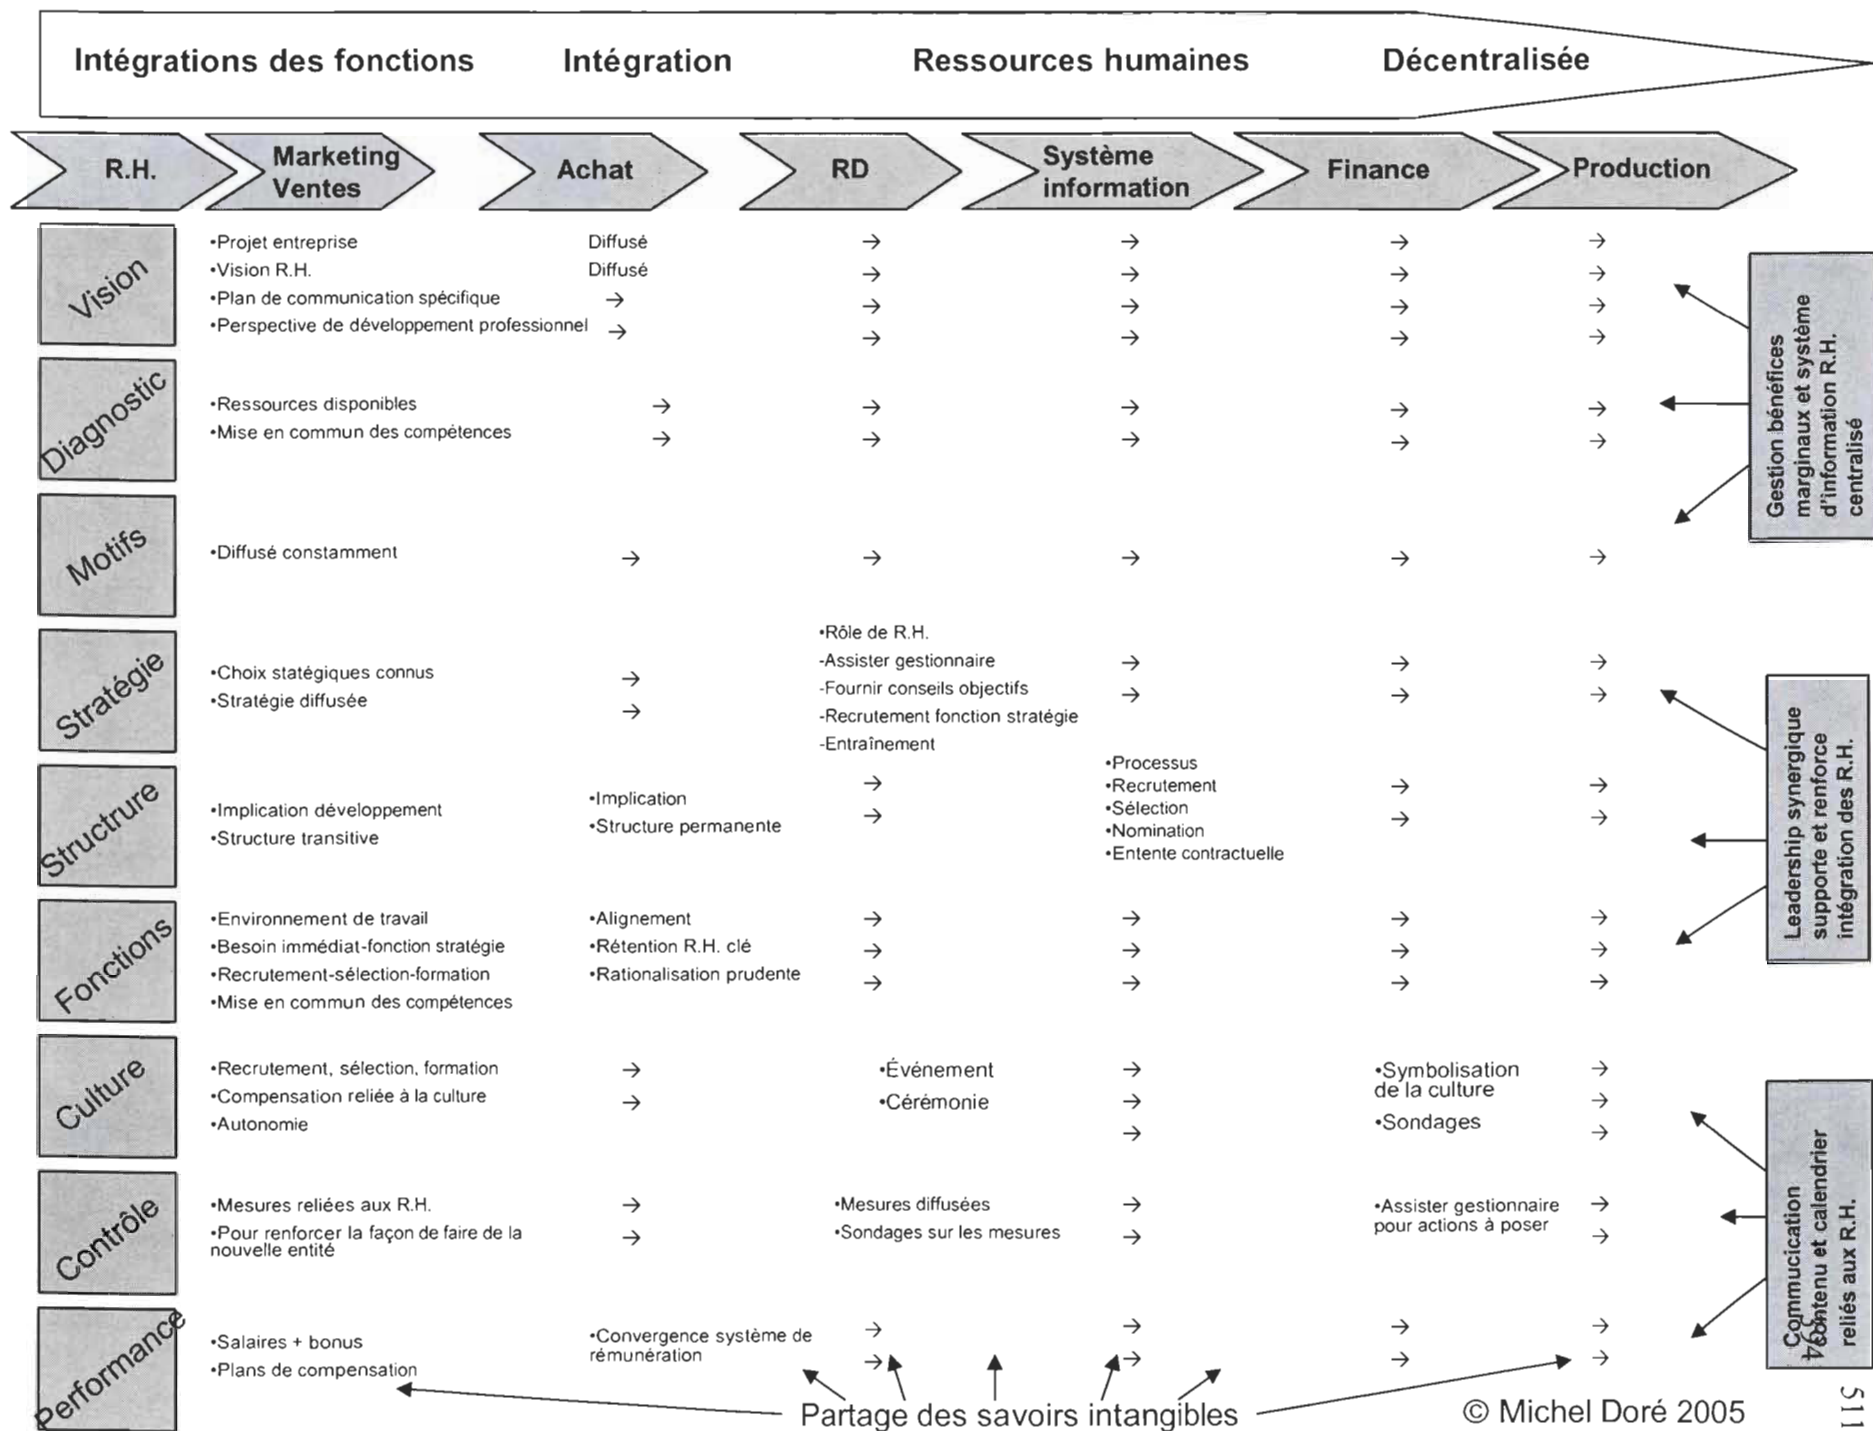 Intégrations des fonctions Intégration Ressources humaines Décentralisée
R.H. Marketing Ventes Achat RD Système information Finance Production
Vision
•Projet entreprise Diffusé → → → →
•Vision R.H. Diffusé → → → →
•Plan de communication spécifique → → → → →
•Perspective de développement professionnel → → → → →
Diagnostic
•Ressources disponibles → → → → →
•Mise en commun des compétences → → → → →
Gestion bénéfices
marginaux et système
d'information R.H.
centralisé
Motifs
•Diffusé constamment → → → → →
Stratégie
•Choix statégiques connus →
•Stratégie diffusée →
•Rôle de R.H.
-Assister gestionnaire → → →
-Fournir conseils objectifs → → →
-Recrutement fonction stratégie
-Entraînement
Structrure
•Implication développement
•Structure transitive
•Implication →
•Structure permanente →
•Processus
•Recrutement → →
•Sélection → →
•Nomination
•Entente contractuelle
Leadership synergique
supporte et renforce
intégration des R.H.
Fonctions
•Environnement de travail •Alignement → → → →
•Besoin immédiat-fonction stratégie •Rétention R.H. clé → → → →
•Recrutement-sélection-formation •Rationalisation prudente → → → →
•Mise en commun des compétences
Culture
•Recrutement, sélection, formation → •Événement → •Symbolisation →
de la culture
•Compensation reliée à la culture → •Cérémonie → →
•Autonomie → •Sondages →
Contrôle
•Mesures reliées aux R.H. → •Mesures diffusées → •Assister gestionnaire →
pour actions à poser
•Pour renforcer la façon de faire de la → •Sondages sur les mesures → →
nouvelle entité
Commucication
contenu et calendrier
reliés aux R.H.
394
Performance
•Salaires + bonus •Convergence système de → → → →
rémunération
•Plans de compensation → → → →
Partage des savoirs intangibles
© Michel Doré 2005
511